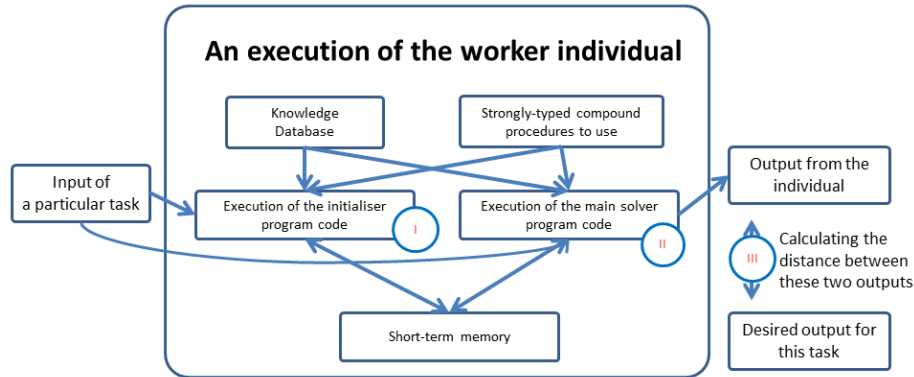 An execution of the worker individual
Knowledge
Database
Strongly-typed compound
procedures to use
Input of
a particular task
Execution of the initialiser
program code
I
Execution of the main solver
program code
II
Output from the
individual
III
Calculating the
distance between
these two outputs
Short-term memory
Desired output for
this task